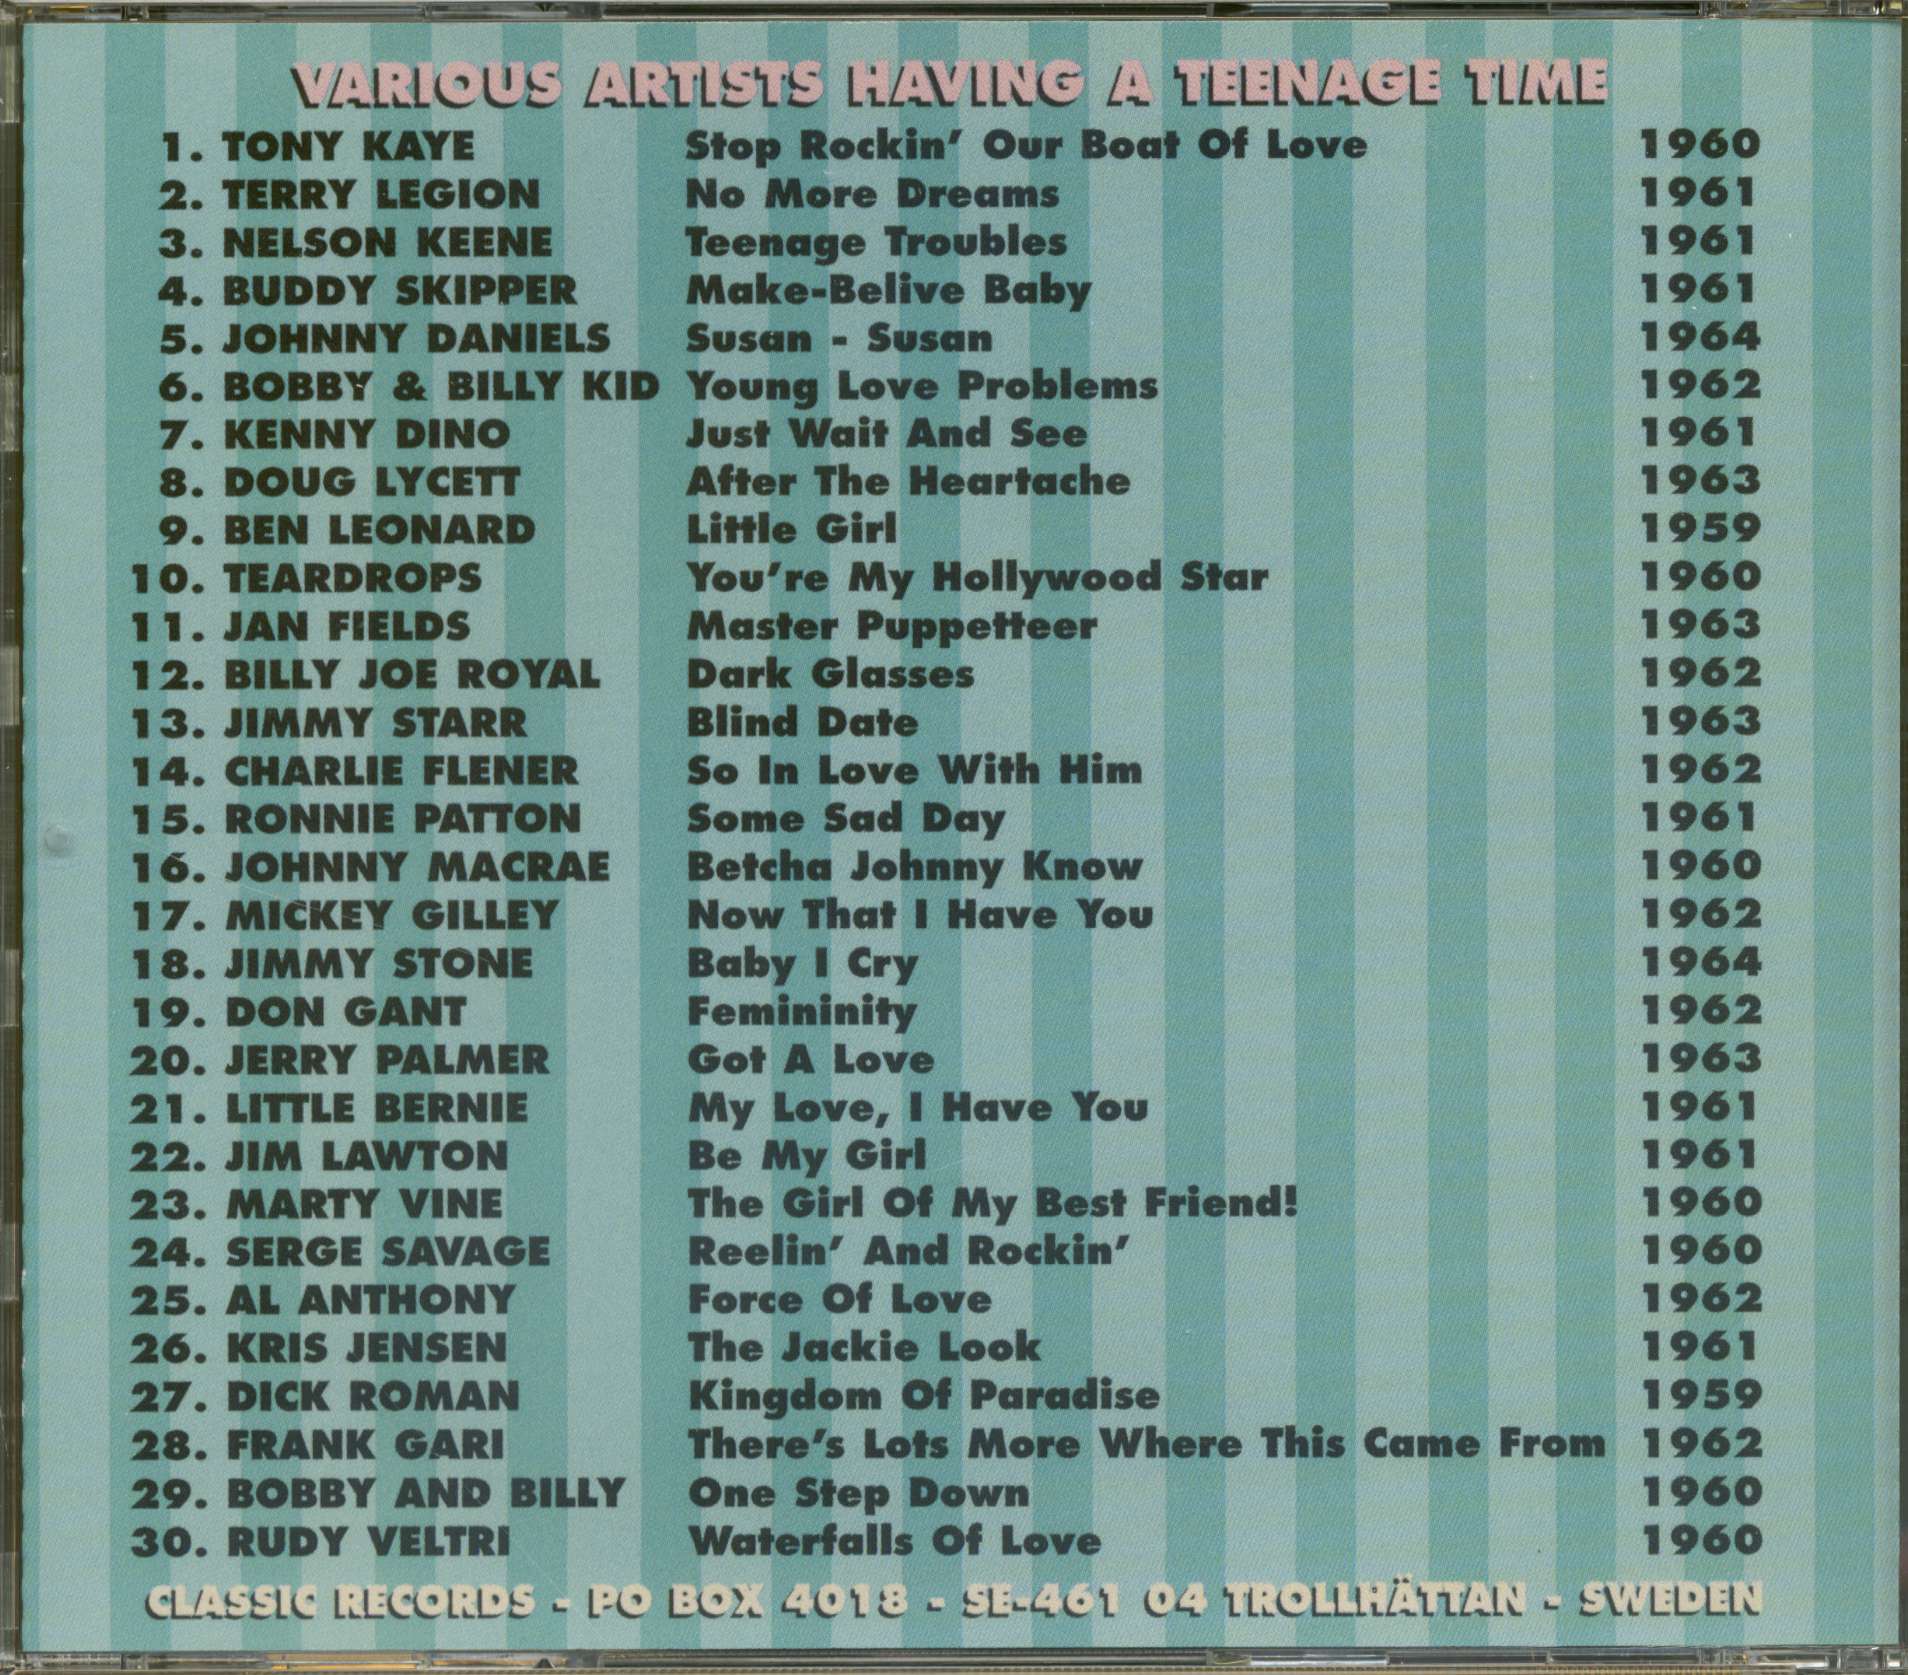 VARIOUS ARTISTS HAVING A TEENAGE TIME
1. TONY KAYE Stop Rockin' Our Boat Of Love 1960
2. TERRY LEGION No More Dreams 1961
3. NELSON KEENE Teenage Troubles 1961
4. BUDDY SKIPPER Make-Belive Baby 1961
5. JOHNNY DANIELS Susan - Susan 1964
6. BOBBY & BILLY KID Young Love Problems 1962
7. KENNY DINO Just Wait And See 1961
8. DOUG LYCETT After The Heartache 1963
9. BEN LEONARD Little Girl 1959
10. TEARDROPS You're My Hollywood Star 1960
11. JAN FIELDS Master Puppetteer 1963
12. BILLY JOE ROYAL Dark Glasses 1962
13. JIMMY STARR Blind Date 1963
14. CHARLIE FLENER So In Love With Him 1962
15. RONNIE PATTON Some Sad Day 1961
16. JOHNNY MACRAE Betcha Johnny Know 1960
17. MICKEY GILLEY Now That I Have You 1962
18. JIMMY STONE Baby I Cry 1964
19. DON GANT Femininity 1962
20. JERRY PALMER Got A Love 1963
21. LITTLE BERNIE My Love, I Have You 1961
22. JIM LAWTON Be My Girl 1961
23. MARTY VINE The Girl Of My Best Friend! 1960
24. SERGE SAVAGE Reelin' And Rockin' 1960
25. AL ANTHONY Force Of Love 1962
26. KRIS JENSEN The Jackie Look 1961
27. DICK ROMAN Kingdom Of Paradise 1959
28. FRANK GARI There's Lots More Where This Came From 1962
29. BOBBY AND BILLY One Step Down 1960
30. RUDY VELTRI Waterfalls Of Love 1960
CLASSIC RECORDS - PO BOX 4018 - SE-461 04 TROLLHÄTTAN - SWEDEN